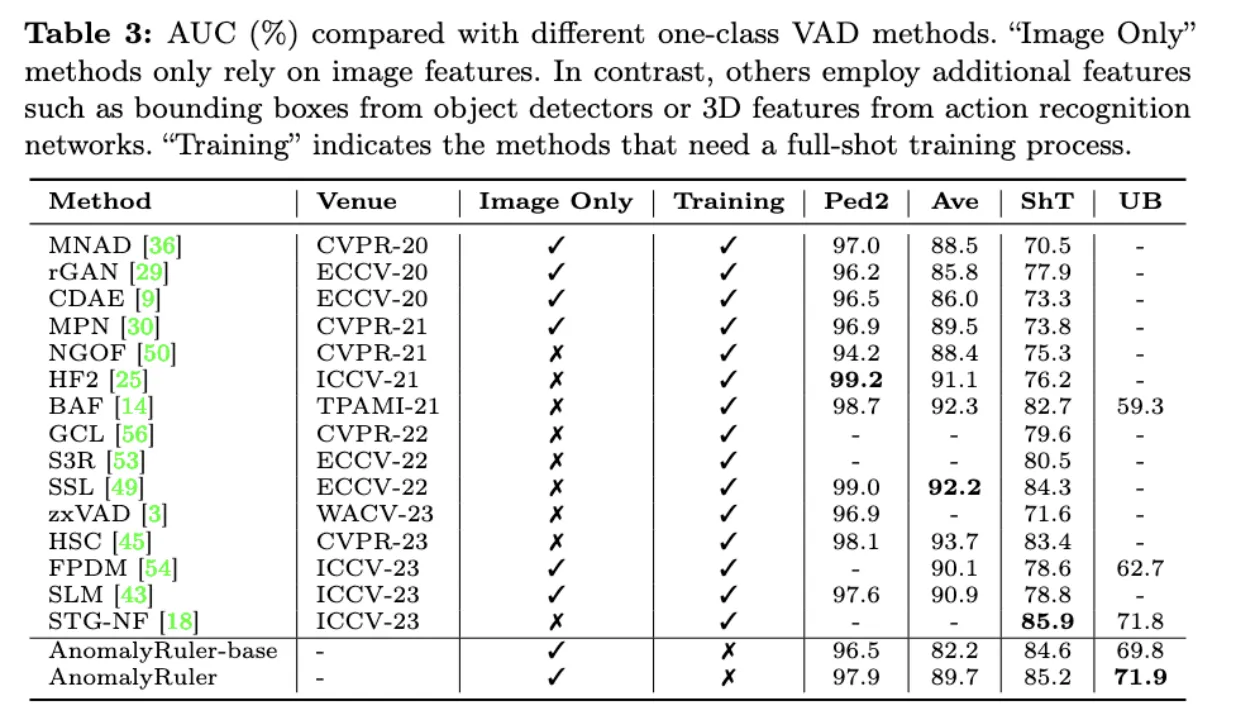 Table 3: AUC (%) compared with different one-class VAD methods. “Image Only”
methods only rely on image features. In contrast, others employ additional features
such as bounding boxes from object detectors or 3D features from action recognition
networks. “Training” indicates the methods that need a full-shot training process.
Method | Venue | Image Only | Training | Ped2 | Ave | ShT | UB
MNAD [36] | CVPR-20 | ✓ | ✓ | 97.0 | 88.5 | 70.5 | -
rGAN [29] | ECCV-20 | ✓ | ✓ | 96.2 | 85.8 | 77.9 | -
CDAE [9] | ECCV-20 | ✓ | ✓ | 96.5 | 86.0 | 73.3 | -
MPN [30] | CVPR-21 | ✓ | ✓ | 96.9 | 89.5 | 73.8 | -
NGOF [50] | CVPR-21 | ✗ | ✓ | 94.2 | 88.4 | 75.3 | -
HF2 [25] | ICCV-21 | ✗ | ✓ | 99.2 | 91.1 | 76.2 | -
BAF [14] | TPAMI-21 | ✗ | ✓ | 98.7 | 92.3 | 82.7 | 59.3
GCL [56] | CVPR-22 | ✗ | ✓ | - | - | 79.6 | -
S3R [53] | ECCV-22 | ✗ | ✓ | - | - | 80.5 | -
SSL [49] | ECCV-22 | ✗ | ✓ | 99.0 | 92.2 | 84.3 | -
zxVAD [3] | WACV-23 | ✗ | ✓ | 96.9 | - | 71.6 | -
HSC [45] | CVPR-23 | ✗ | ✓ | 98.1 | 93.7 | 83.4 | -
FPDM [54] | ICCV-23 | ✓ | ✓ | - | 90.1 | 78.6 | 62.7
SLM [43] | ICCV-23 | ✓ | ✓ | 97.6 | 90.9 | 78.8 | -
STG-NF [18] | ICCV-23 | ✗ | ✓ | - | - | 85.9 | 71.8
AnomalyRuler-base | - | ✓ | ✗ | 96.5 | 82.2 | 84.6 | 69.8
AnomalyRuler | - | ✓ | ✗ | 97.9 | 89.7 | 85.2 | 71.9